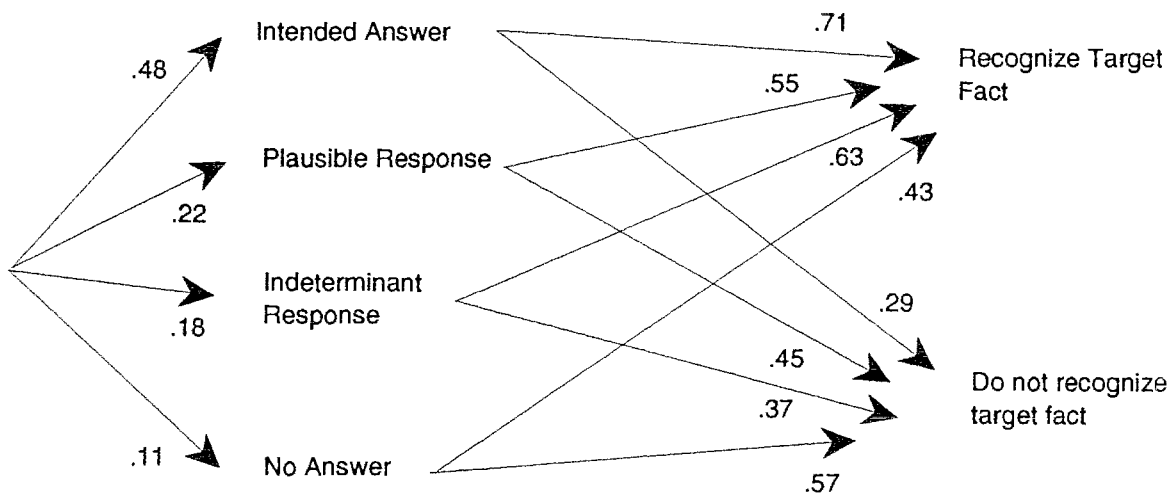 Intended Answer
.71
Recognize Target
Fact
.48
.55
Plausible Response
.63
.43
.22
Indeterminant
Response
.18
.29
.45
Do not recognize
target fact
.37
No Answer
.11
.57